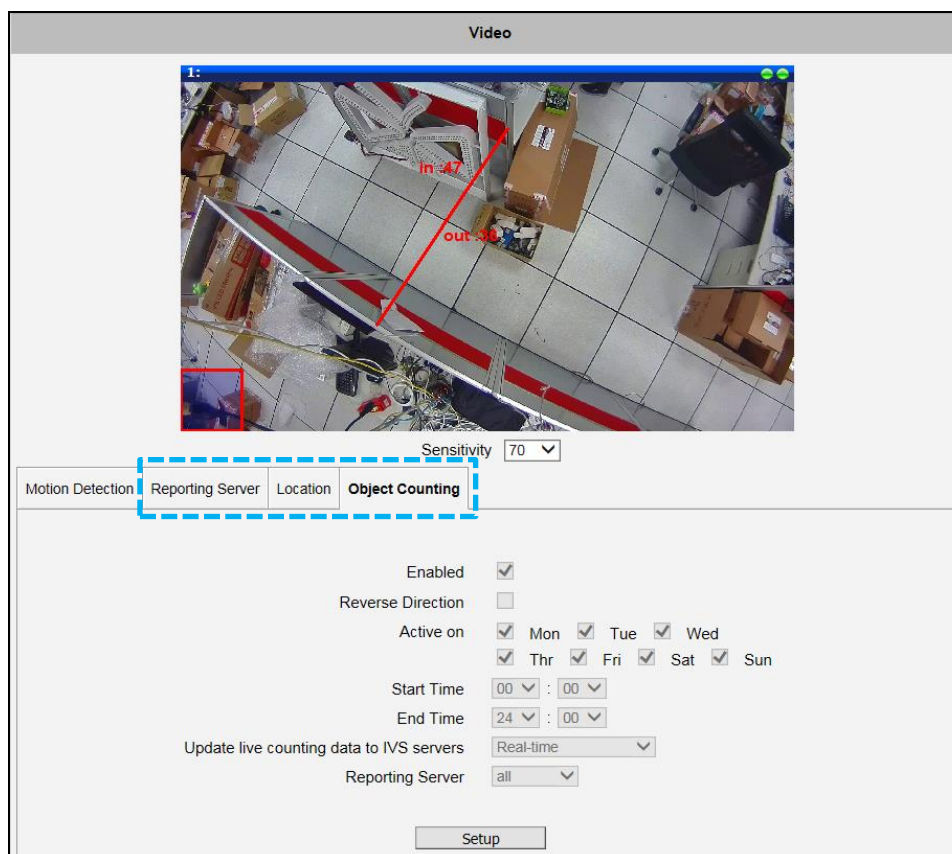 Video
1:
in :47
out :38
Sensitivity 70
Motion Detection Reporting Server Location Object Counting
Enabled
Reverse Direction
Active on Mon Tue Wed
Thr Fri Sat Sun
Start Time 00 : 00
End Time 24 : 00
Update live counting data to IVS servers Real-time
Reporting Server all
Setup